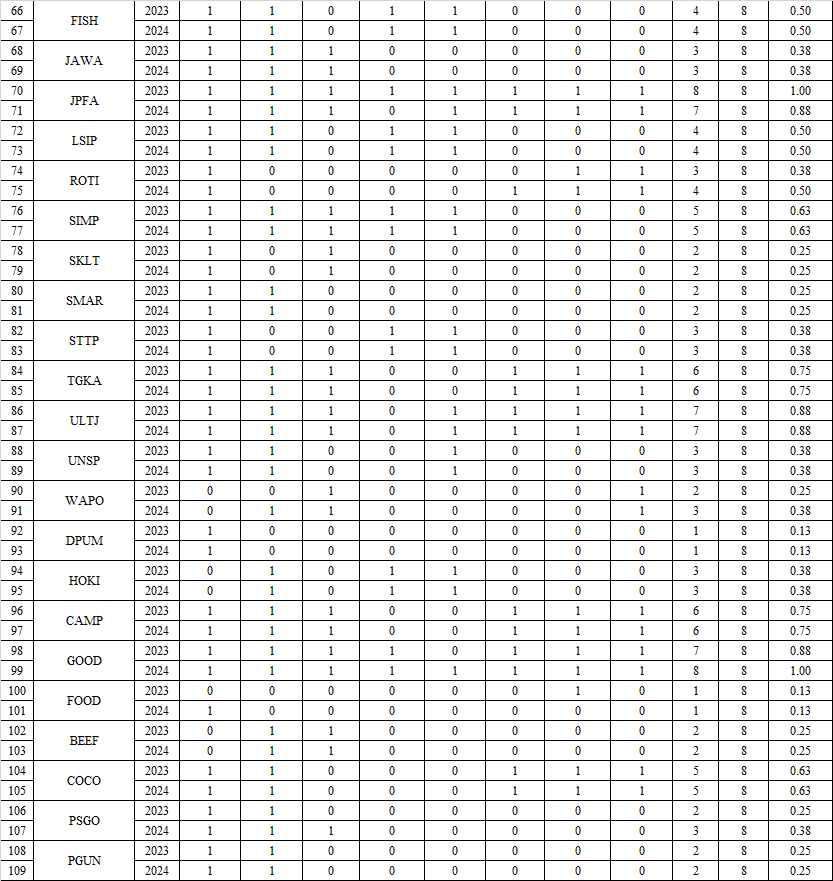 66 FISH 2023 1 1 0 1 1 0 0 0 4 8 0.50
67 2024 1 1 0 1 1 0 0 0 4 8 0.50
68 JAWA 2023 1 1 1 0 0 0 0 0 3 8 0.38
69 2024 1 1 1 0 0 0 0 0 3 8 0.38
70 JPFA 2023 1 1 1 1 1 1 1 1 8 8 1.00
71 2024 1 1 1 0 1 1 1 1 7 8 0.88
72 LSIP 2023 1 1 0 1 1 0 0 0 4 8 0.50
73 2024 1 1 0 1 1 0 0 0 4 8 0.50
74 ROTI 2023 1 0 0 0 0 0 1 1 3 8 0.38
75 2024 1 0 0 0 0 1 1 1 4 8 0.50
76 SIMP 2023 1 1 1 1 1 0 0 0 5 8 0.63
77 2024 1 1 1 1 1 0 0 0 5 8 0.63
78 SKLT 2023 1 0 1 0 0 0 0 0 2 8 0.25
79 2024 1 0 1 0 0 0 0 0 2 8 0.25
80 SMAR 2023 1 1 0 0 0 0 0 0 2 8 0.25
81 2024 1 1 0 0 0 0 0 0 2 8 0.25
82 STTP 2023 1 0 0 1 1 0 0 0 3 8 0.38
83 2024 1 0 0 1 1 0 0 0 3 8 0.38
84 TGKA 2023 1 1 1 0 0 1 1 1 6 8 0.75
85 2024 1 1 1 0 0 1 1 1 6 8 0.75
86 ULTJ 2023 1 1 1 0 1 1 1 1 7 8 0.88
87 2024 1 1 1 0 1 1 1 1 7 8 0.88
88 UNSP 2023 1 1 0 0 1 0 0 0 3 8 0.38
89 2024 1 1 0 0 1 0 0 0 3 8 0.38
90 WAPO 2023 0 0 1 0 0 0 0 1 2 8 0.25
91 2024 0 1 1 0 0 0 0 1 3 8 0.38
92 DPUM 2023 1 0 0 0 0 0 0 0 1 8 0.13
93 2024 1 0 0 0 0 0 0 0 1 8 0.13
94 HOKI 2023 0 1 0 1 1 0 0 0 3 8 0.38
95 2024 0 1 0 1 1 0 0 0 3 8 0.38
96 CAMP 2023 1 1 1 0 0 1 1 1 6 8 0.75
97 2024 1 1 1 0 0 1 1 1 6 8 0.75
98 GOOD 2023 1 1 1 1 0 1 1 1 7 8 0.88
99 2024 1 1 1 1 1 1 1 1 8 8 1.00
100 FOOD 2023 0 0 0 0 0 0 1 0 1 8 0.13
101 2024 1 0 0 0 0 0 0 0 1 8 0.13
102 BEEF 2023 0 1 1 0 0 0 0 0 2 8 0.25
103 2024 0 1 1 0 0 0 0 0 2 8 0.25
104 COCO 2023 1 1 0 0 0 1 1 1 5 8 0.63
105 2024 1 1 0 0 0 1 1 1 5 8 0.63
106 PSGO 2023 1 1 0 0 0 0 0 0 2 8 0.25
107 2024 1 1 1 0 0 0 0 0 3 8 0.38
108 PGUN 2023 1 1 0 0 0 0 0 0 2 8 0.25
109 2024 1 1 0 0 0 0 0 0 2 8 0.25